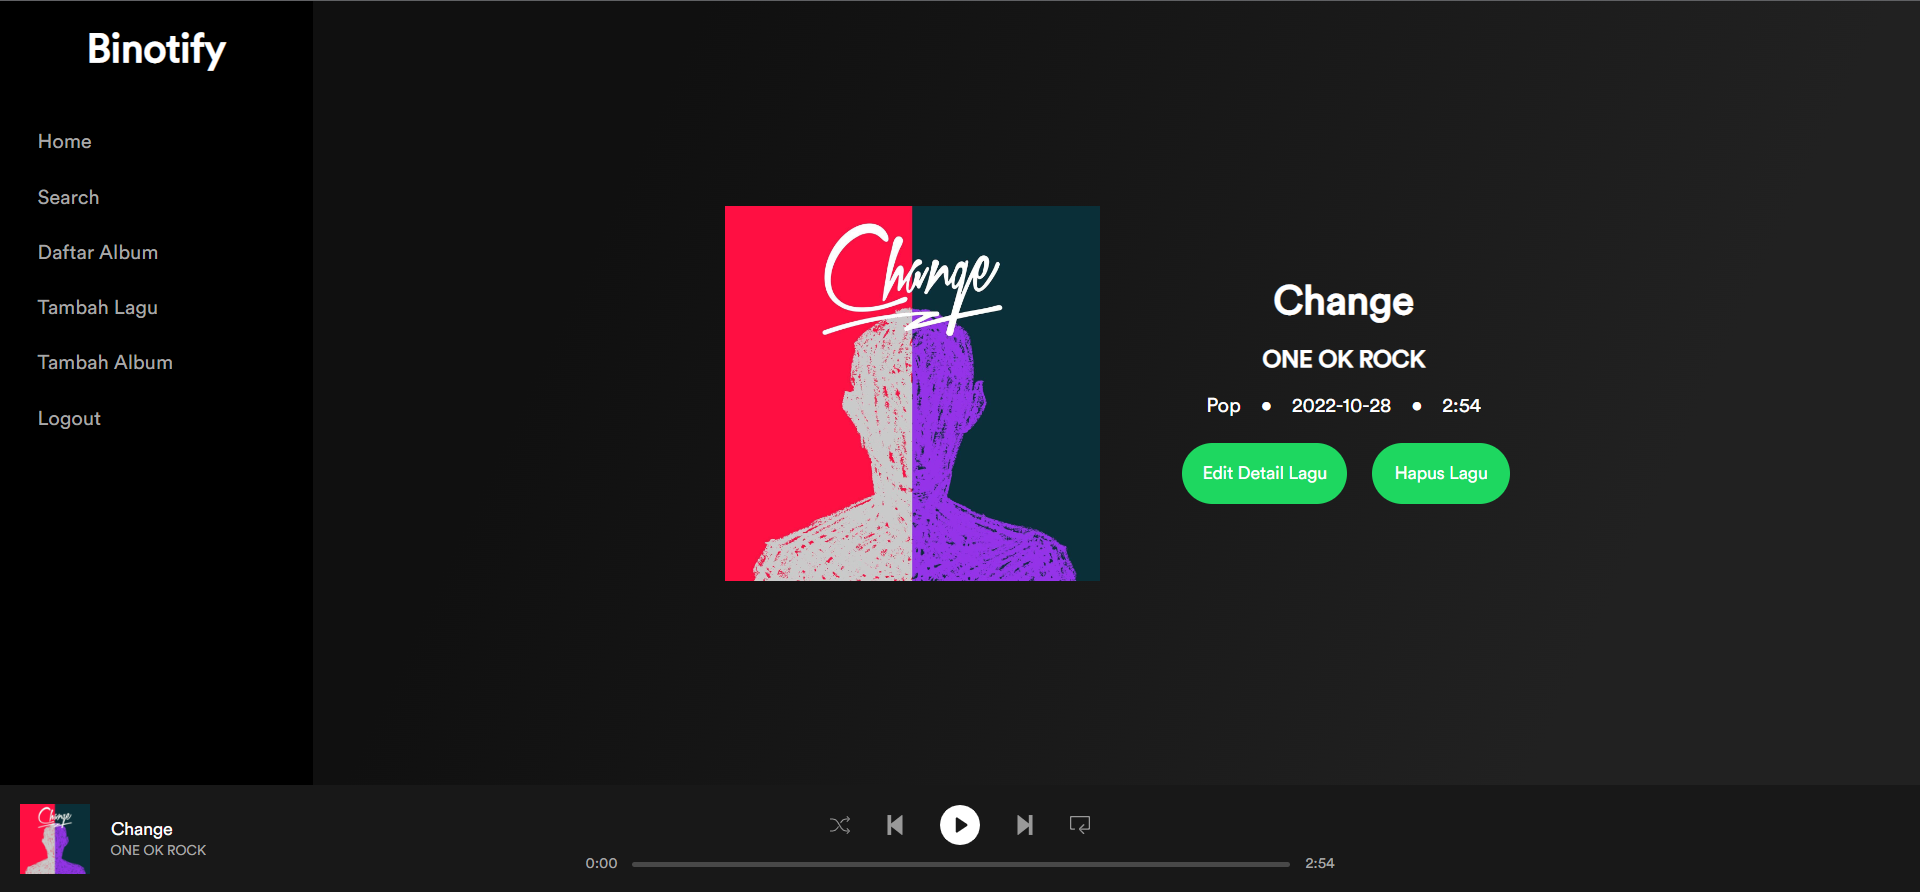 Binotify
Home
Search
Daftar Album
Tambah Lagu
Tambah Album
Logout
Change
Change
ONE OK ROCK
Pop ● 2022-10-28 ● 2:54
Edit Detail Lagu
Hapus Lagu
Change
Change
ONE OK ROCK
0:00
2:54